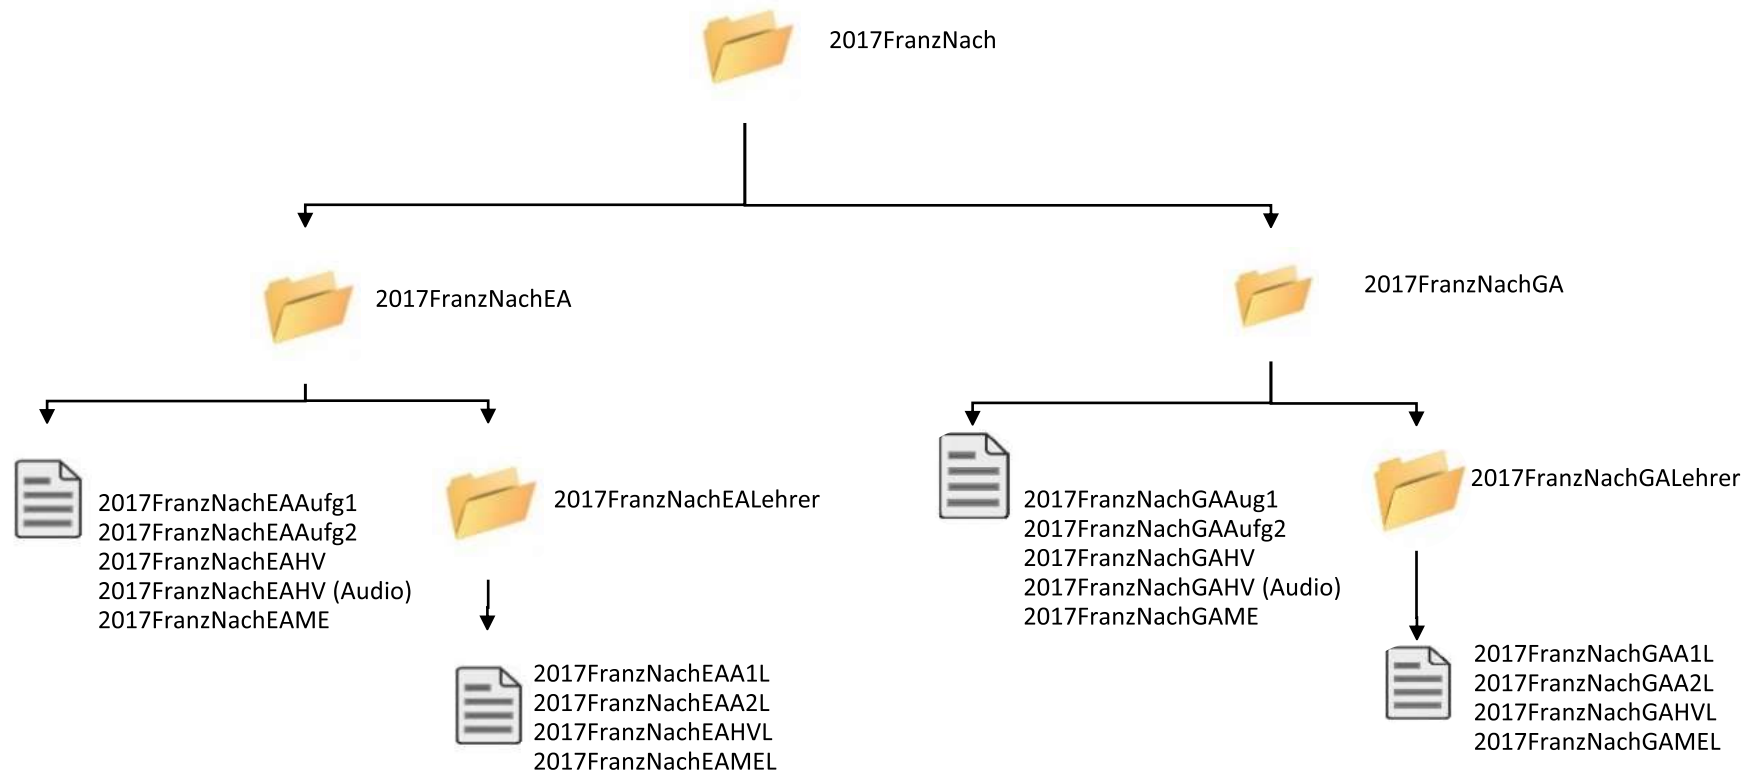 2017FranzNach
2017FranzNachEA
2017FranzNachGA
2017FranzNachEAAufg1
2017FranzNachEAAufg2
2017FranzNachEAHV
2017FranzNachEAHV (Audio)
2017FranzNachEAME
2017FranzNachEALehrer
2017FranzNachEAA1L
2017FranzNachEAA2L
2017FranzNachEAHVL
2017FranzNachEAMEL
2017FranzNachGAAug1
2017FranzNachGAAufg2
2017FranzNachGAHV
2017FranzNachGAHV (Audio)
2017FranzNachGAME
2017FranzNachGALehrer
2017FranzNachGAA1L
2017FranzNachGAA2L
2017FranzNachGAHVL
2017FranzNachGAMEL